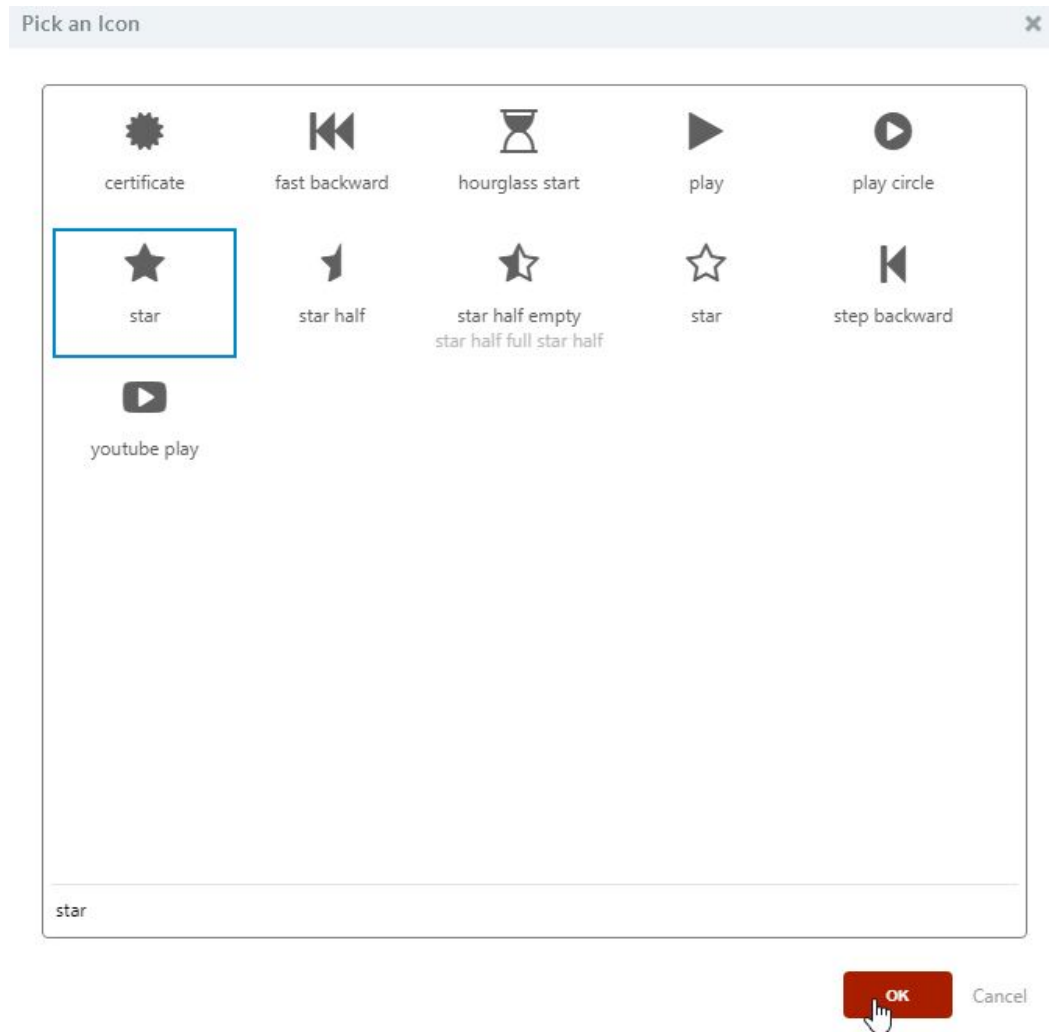 Pick an Icon
certificate
fast backward
hourglass start
play
play circle
star
star half
star half empty
star half full star half
star
step backward
youtube play
star
OK
Cancel